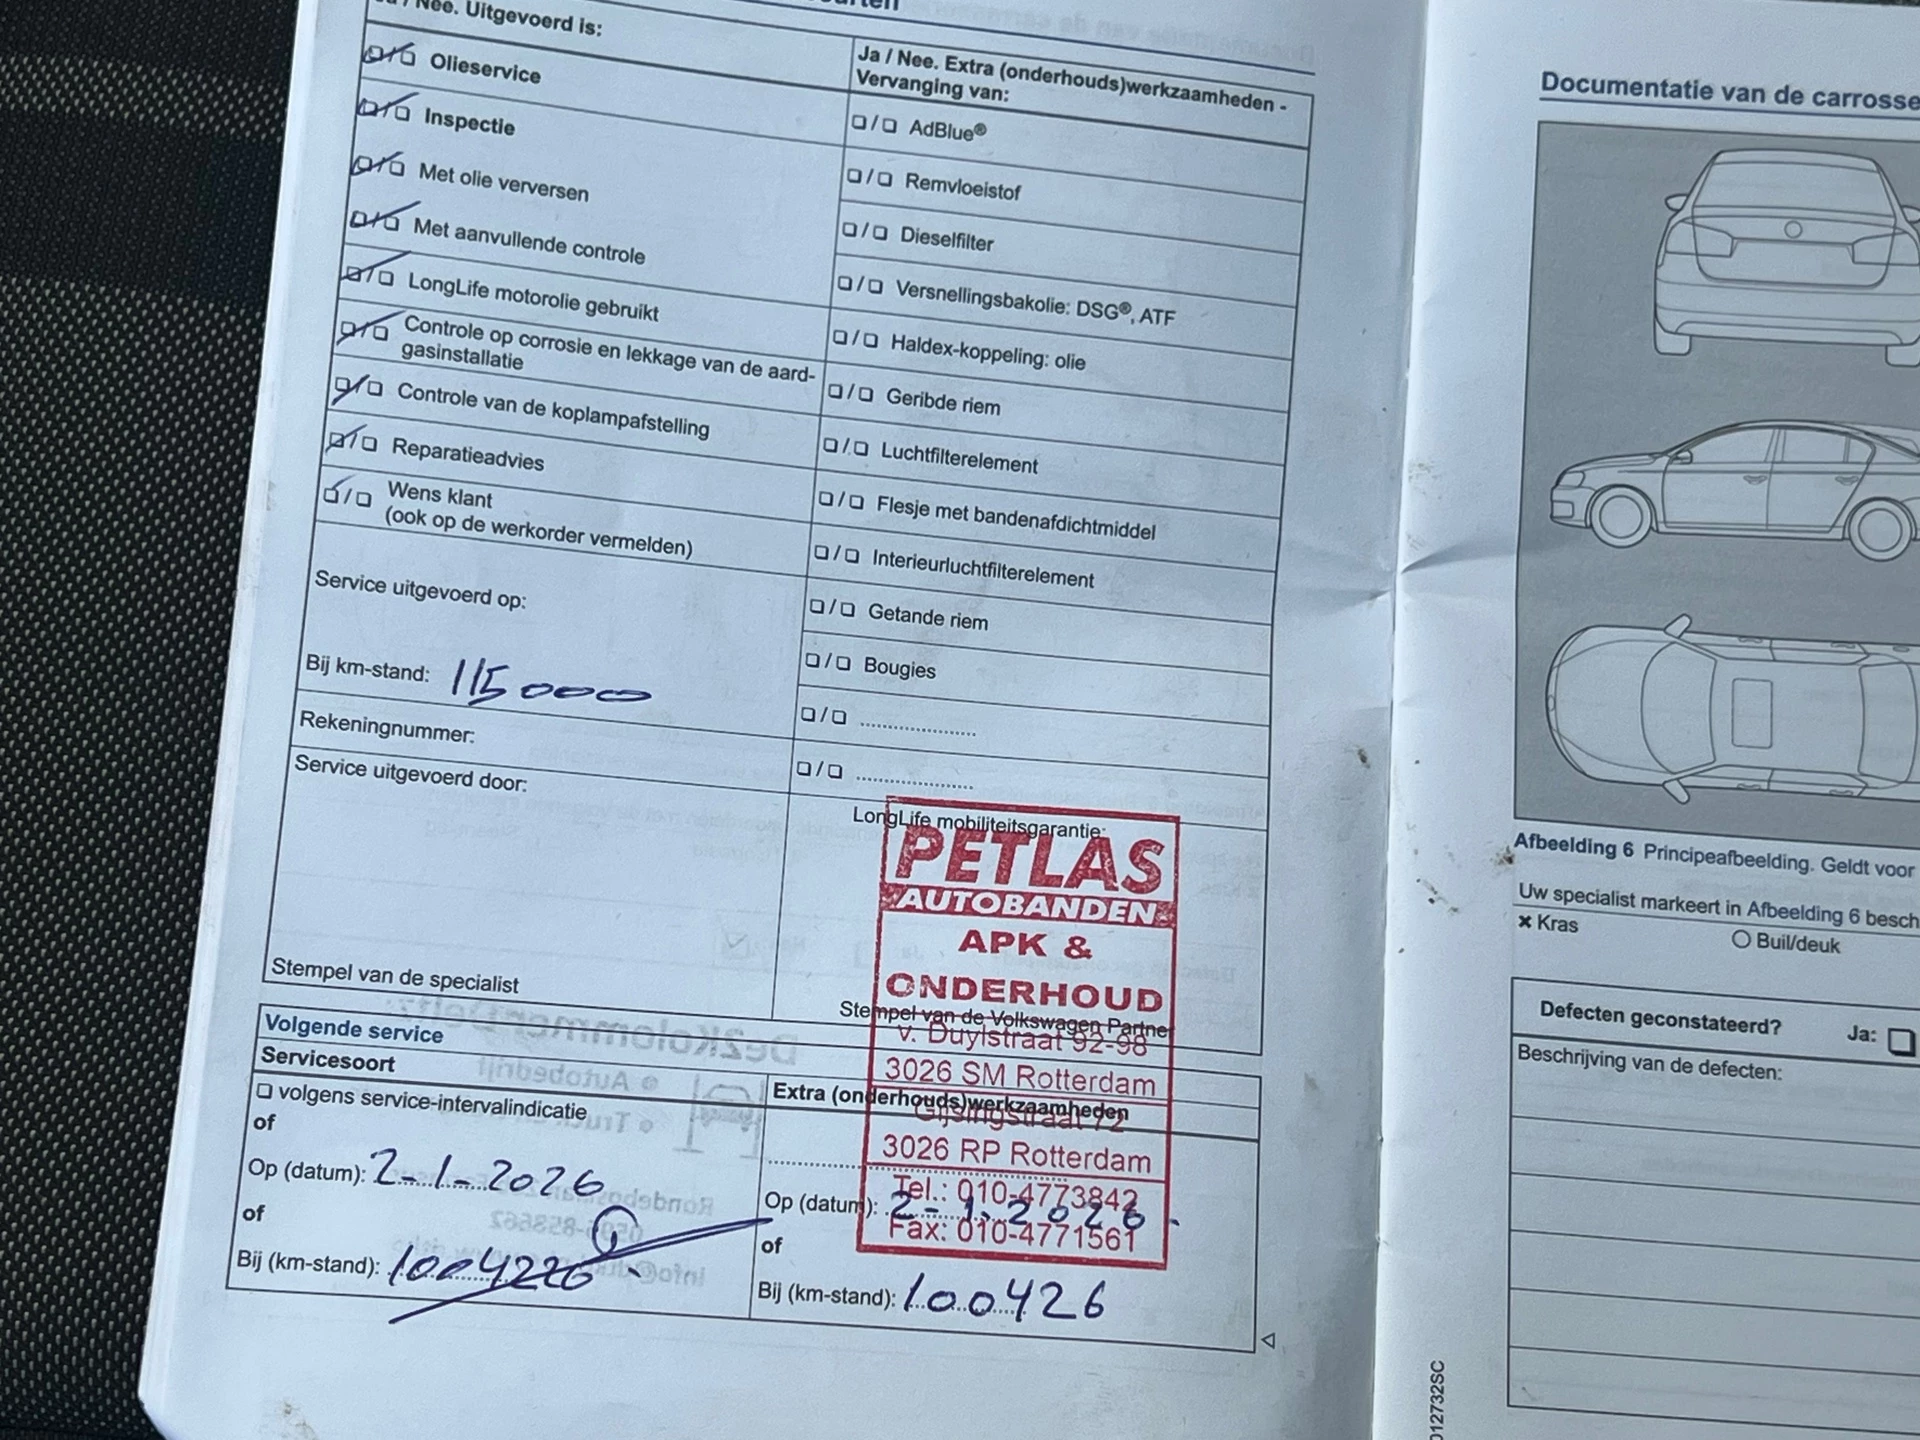 Nee. Uitgevoerd is:
Olieservice
Inspectie
Met olie verversen
Met aanvullende controle
LongLife motorolie gebruikt
Controle op corrosie en lekkage van de aard-
gasinstallatie
Controle van de koplampafstelling
Reparatieadvies
Wens klant
(ook op de werkorder vermelden)
Service uitgevoerd op:
Bij km-stand: 115000
Rekeningnummer:
Service uitgevoerd door:
Stempel van de specialist
Ja / Nee. Extra (onderhouds)werkzaamheden -
Vervanging van:
AdBlue®
Remvloeistof
Dieselfilter
Versnellingsbakolie: DSG®, ATF
Haldex-koppeling: olie
Geribde riem
Luchtfilterelement
Flesje met bandenafdichtmiddel
Interieurluchtfilterelement
Getande riem
Bougies
LongLife mobiliteitsgarantie:
PETLAS
AUTOBANDEN
APK &
ONDERHOUD
Stempel van de Volkswagen Partner
v. Duylstraat 92-98
3026 SM Rotterdam
Gijsingstraat 72
3026 RP Rotterdam
Tel.: 010-4773842
Fax: 010-4771561
Volgende service
Servicesoort
volgens service-intervalindicatie
of
Op (datum): 2-1-2026
of
Bij (km-stand):
Extra (onderhouds)werkzaamheden
Op (datum): 2-1-2026.
of
Bij (km-stand): 100426
Documentatie van de carrosse
Afbeelding 6 Principeafbeelding. Geldt voor
Uw specialist markeert in Afbeelding 6 besch
× Kras
Buil/deuk
Defecten geconstateerd?
Ja:
Beschrijving van de defecten:
012732SC